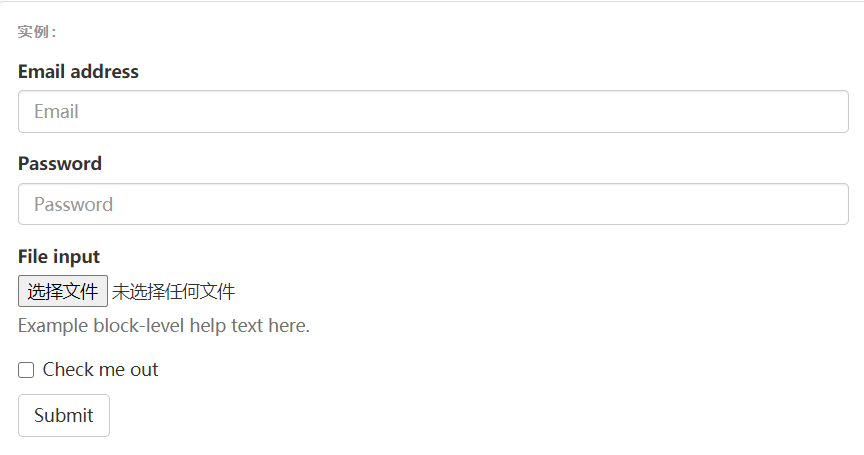 实例：
Email address
Email
Password
Password
File input
选择文件 未选择任何文件
Example block-level help text here.
Check me out
Submit